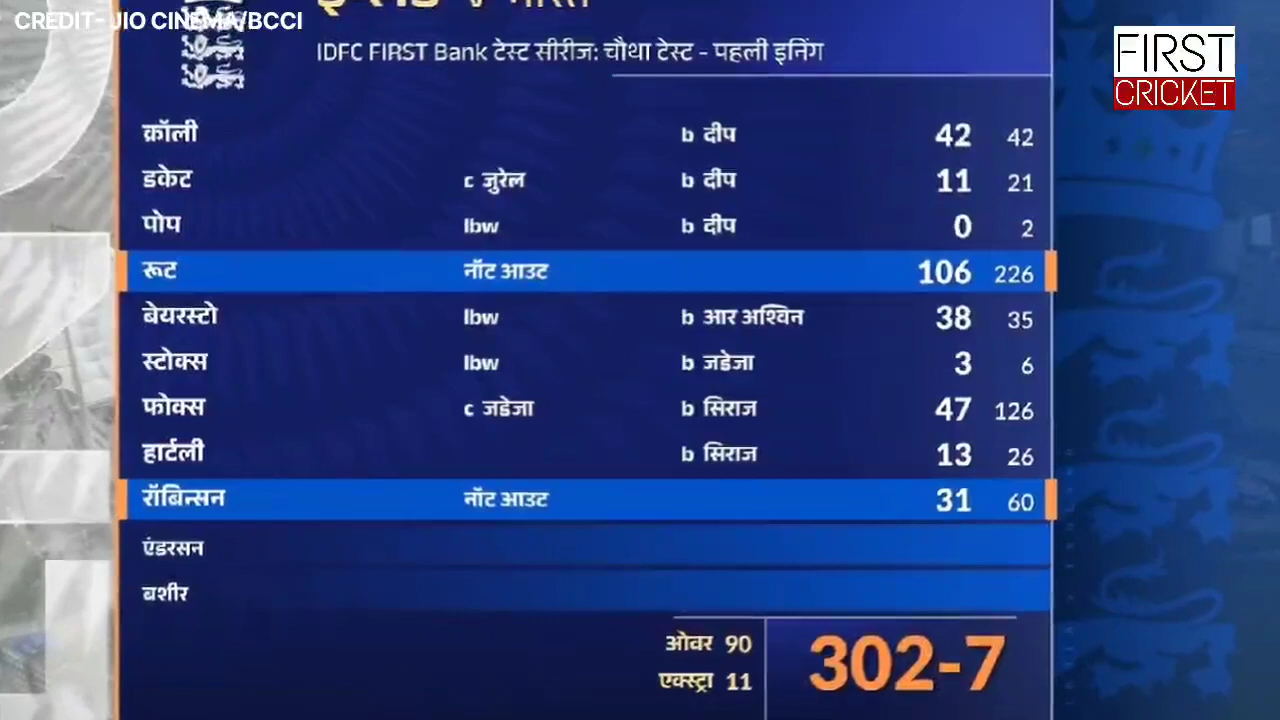 CREDIT- JIO CINEMA/BCCI
IDFC FIRST Bank टेस्ट सीरीज: चौथा टेस्ट - पहली इनिंग
FIRST
CRICKET
क्रॉली b दीप 42 42
डकेट c जुरेल b दीप 11 21
पोप lbw b दीप 0 2
रूट नॉट आउट 106 226
बेयरस्टो lbw b आर अश्विन 38 35
स्टोक्स lbw b जडेजा 3 6
फोक्स c जडेजा b सिराज 47 126
हार्टली b सिराज 13 26
रॉबिन्सन नॉट आउट 31 60
एंडरसन
बशीर
ओवर 90
एक्स्ट्रा 11
302-7